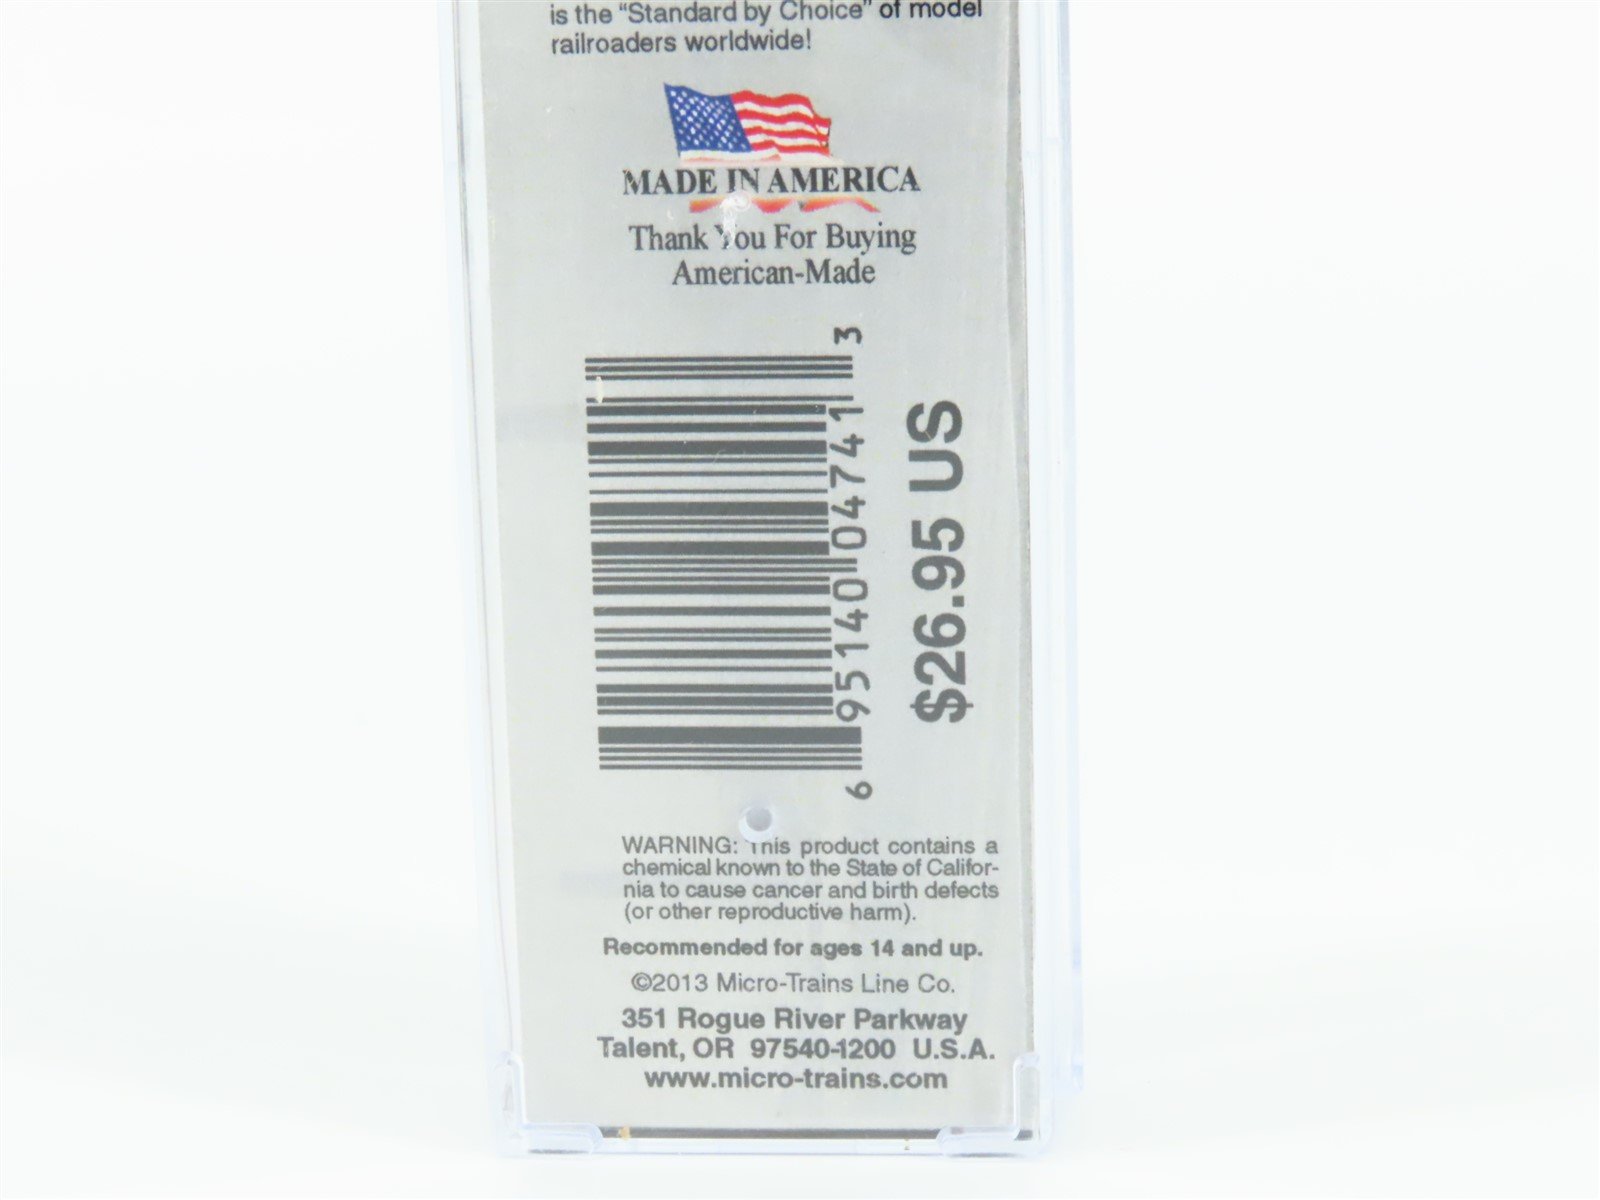 is the “Standard by Choice” of model
railroaders worldwide!
MADE IN AMERICA
Thank You For Buying
American-Made
6 95140 04741 3
$26.95 US
WARNING: This product contains a
chemical known to the State of Califor-
nia to cause cancer and birth defects
(or other reproductive harm).
Recommended for ages 14 and up.
©2013 Micro-Trains Line Co.
351 Rogue River Parkway
Talent, OR 97540-1200 U.S.A.
www.micro-trains.com